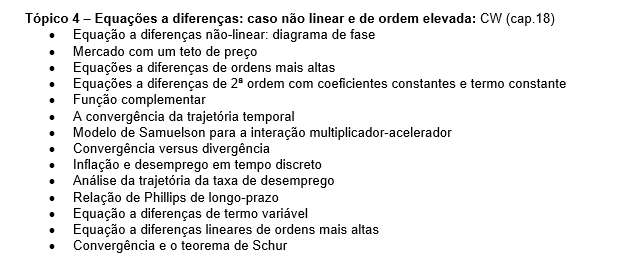 Tópico 4 – Equações a diferenças: caso não linear e de ordem elevada: CW (cap.18)
• Equação a diferenças não-linear: diagrama de fase
• Mercado com um teto de preço
• Equações a diferenças de ordens mais altas
• Equações a diferenças de 2ª ordem com coeficientes constantes e termo constante
• Função complementar
• A convergência da trajetória temporal
• Modelo de Samuelson para a interação multiplicador-acelerador
• Convergência versus divergência
• Inflação e desemprego em tempo discreto
• Análise da trajetória da taxa de desemprego
• Relação de Phillips de longo-prazo
• Equação a diferenças de termo variável
• Equação a diferenças lineares de ordens mais altas
• Convergência e o teorema de Schur